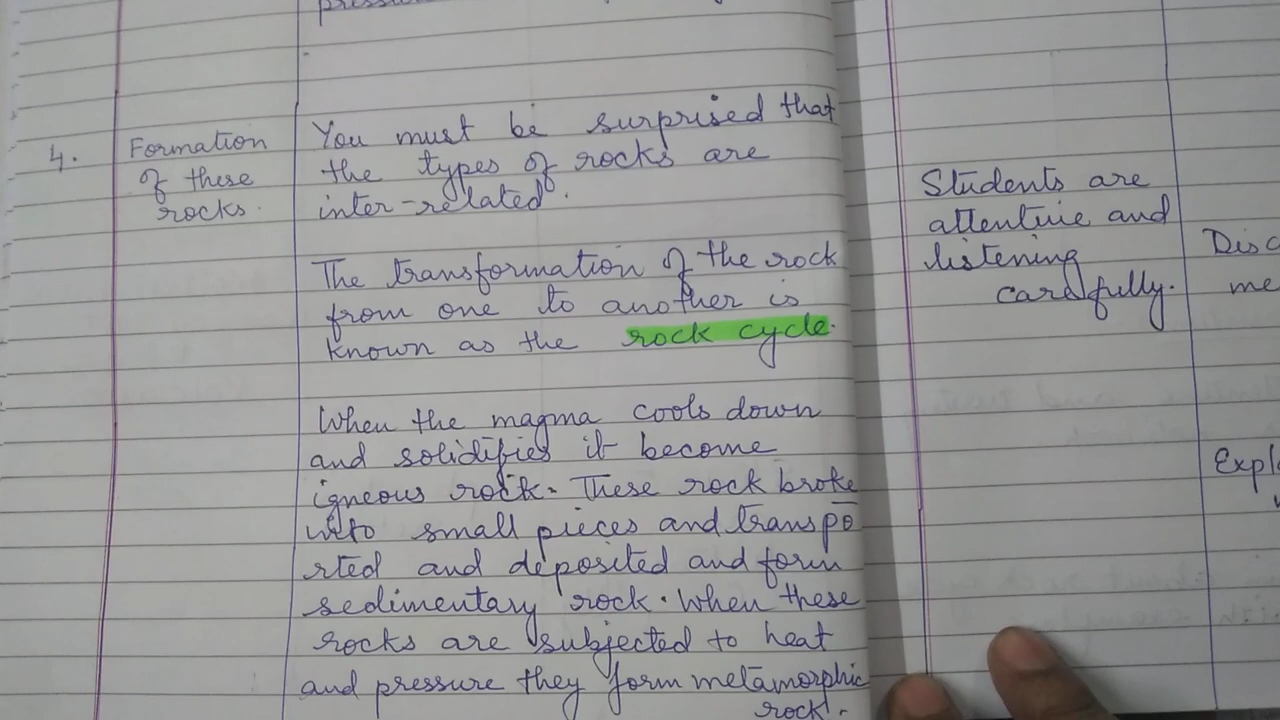 4.
Formation
of these
rocks.
You must be surprised that
the types of rocks are
inter-related.
The transformation of the rock
from one to another is
known as the rock cycle.
When the magma cools down
and solidifies it become
igneous rock. These rock broke
into small pieces and transpo
rted and deposited and form
sedimentary rock. When these
rocks are subjected to heat
and pressure they form metamorphic
rock.
Students are
attentive and
listening
carefully.
Disc
me
Expl